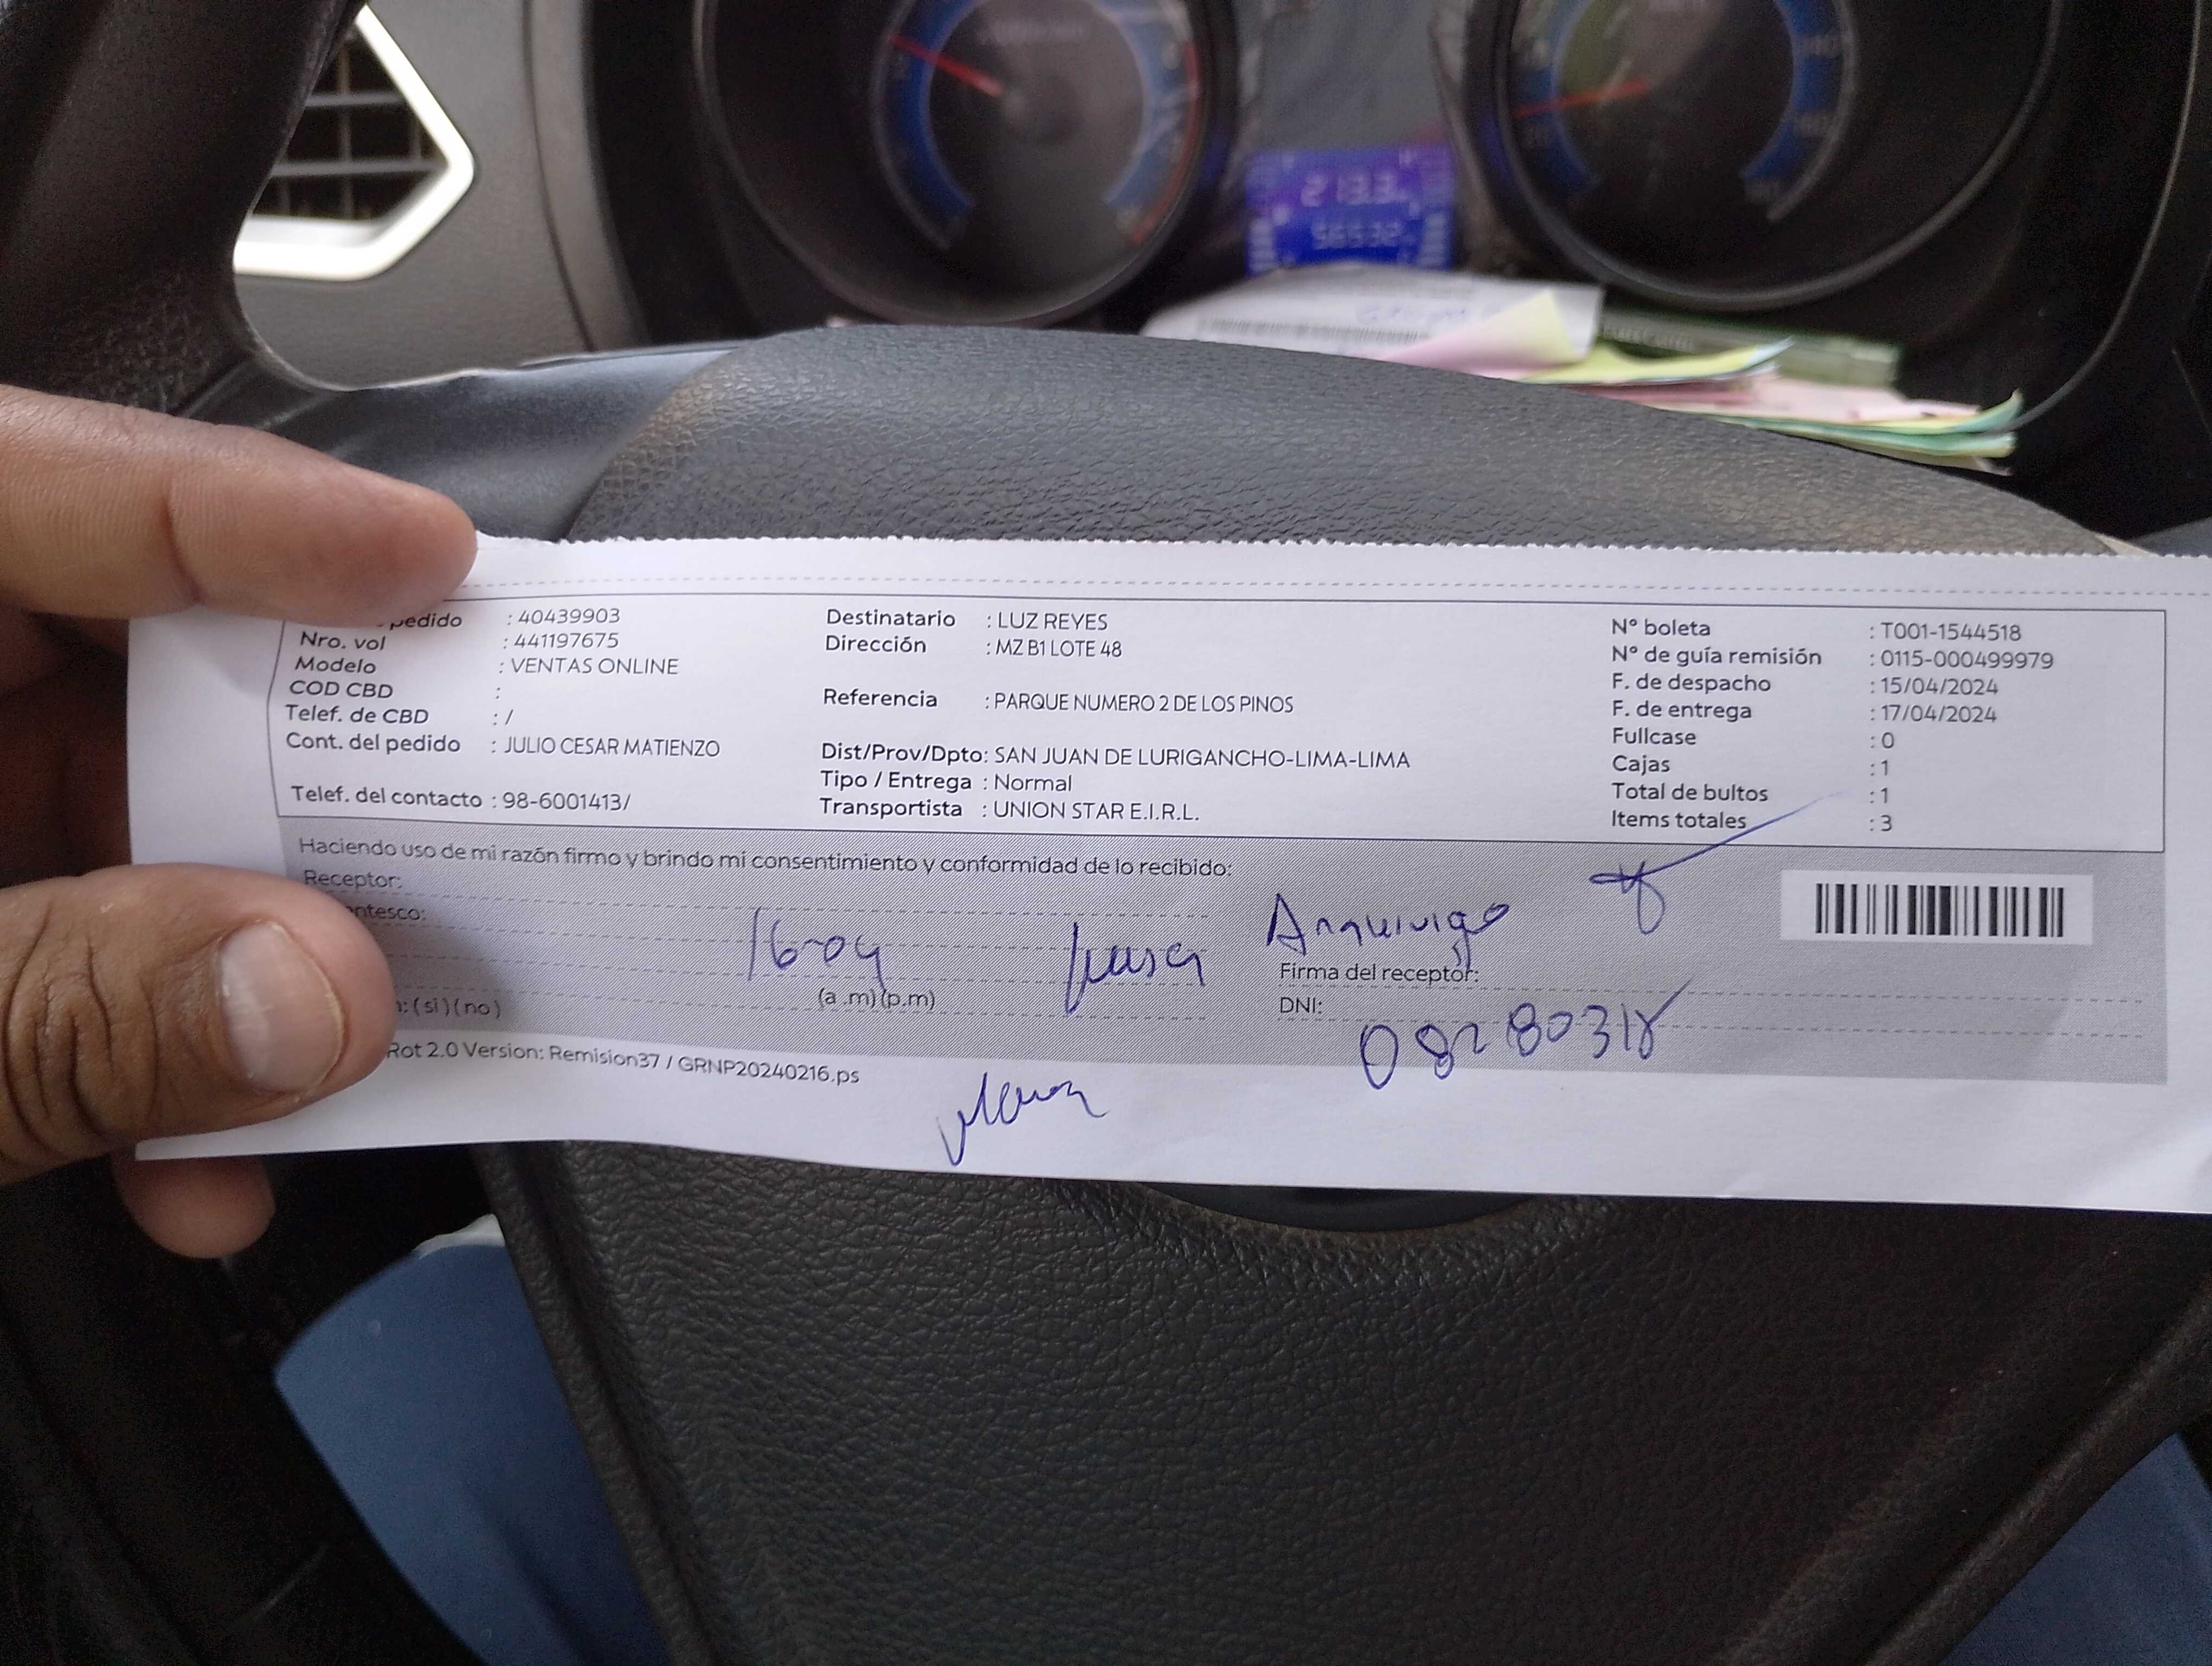 pedido : 40439903
Nro. vol : 441197675
Modelo : VENTAS ONLINE
COD CBD :
Telef. de CBD : /
Cont. del pedido : JULIO CESAR MATIENZO
Telef. del contacto : 98-6001413/
Destinatario : LUZ REYES
Dirección : MZ B1 LOTE 48
Referencia : PARQUE NUMERO 2 DE LOS PINOS
Dist/Prov/Dpto: SAN JUAN DE LURIGANCHO-LIMA-LIMA
Tipo / Entrega : Normal
Transportista : UNION STAR E.I.R.L.
N° boleta : T001-1544518
N° de guía remisión : 0115-000499979
F. de despacho : 15/04/2024
F. de entrega : 17/04/2024
Fullcase : 0
Cajas : 1
Total de bultos : 1
Items totales : 3
Haciendo uso de mi razón firmo y brindo mi consentimiento y conformidad de lo recibido:
Receptor:
ntesco:
16-04
Firma del receptor:
(a .m)(p.m)
DNI:
: (si) (no)
Rot 2.0 Version: Remision37 / GRNP20240216.ps